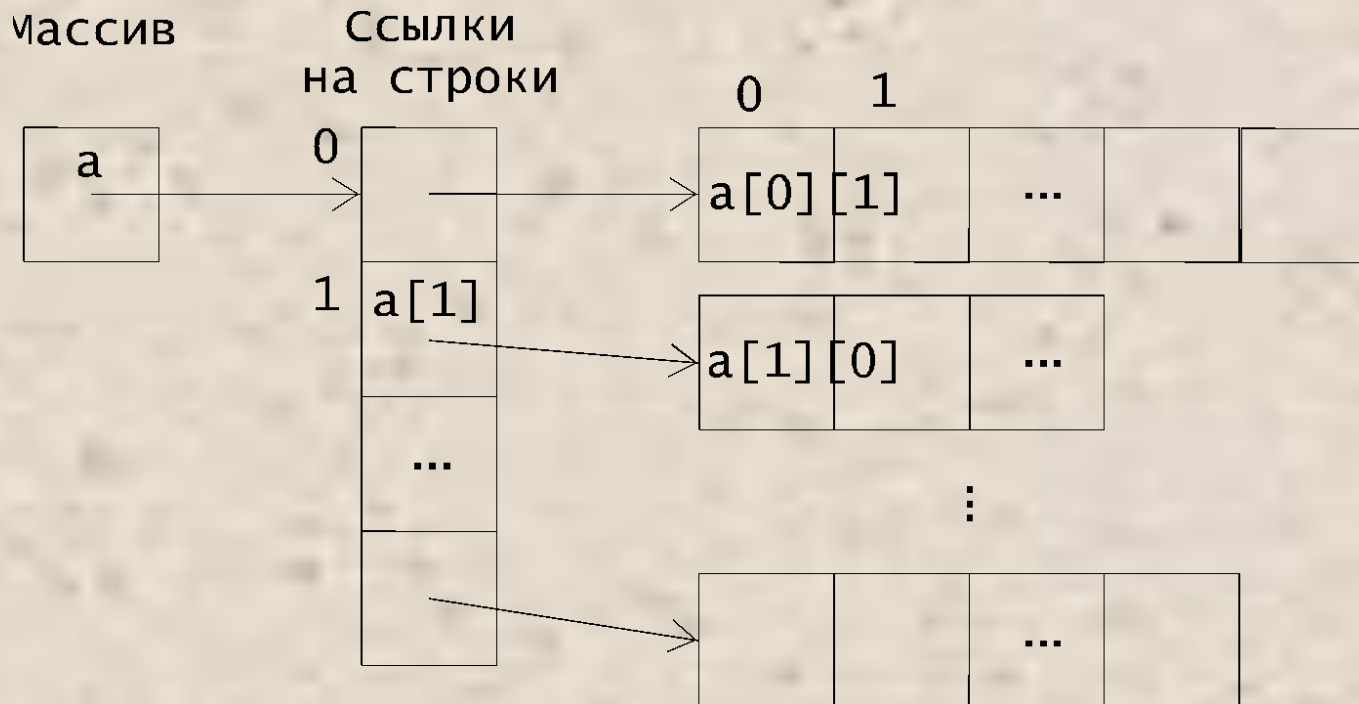 Массив
Ссылки
на строки
0 1
a
0
a[0][1] ...
1 a[1]
a[1][0] ...
...
⋮
...